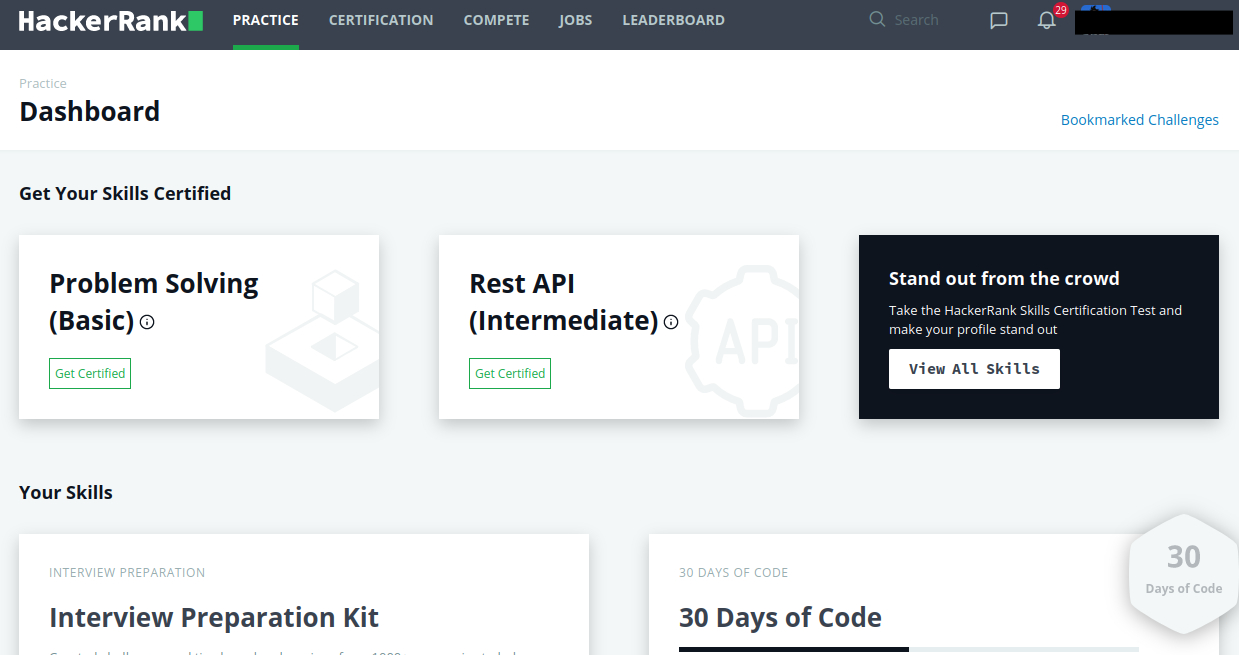 HackerRank
PRACTICE CERTIFICATION COMPETE JOBS LEADERBOARD Search 29
Practice
Dashboard
Bookmarked Challenges
Get Your Skills Certified
Problem Solving
(Basic)
Get Certified
Rest API
(Intermediate)
Get Certified
API
Stand out from the crowd
Take the HackerRank Skills Certification Test and
make your profile stand out
View All Skills
Your Skills
INTERVIEW PREPARATION
Interview Preparation Kit
30 DAYS OF CODE
30 Days of Code
30
Days of Code